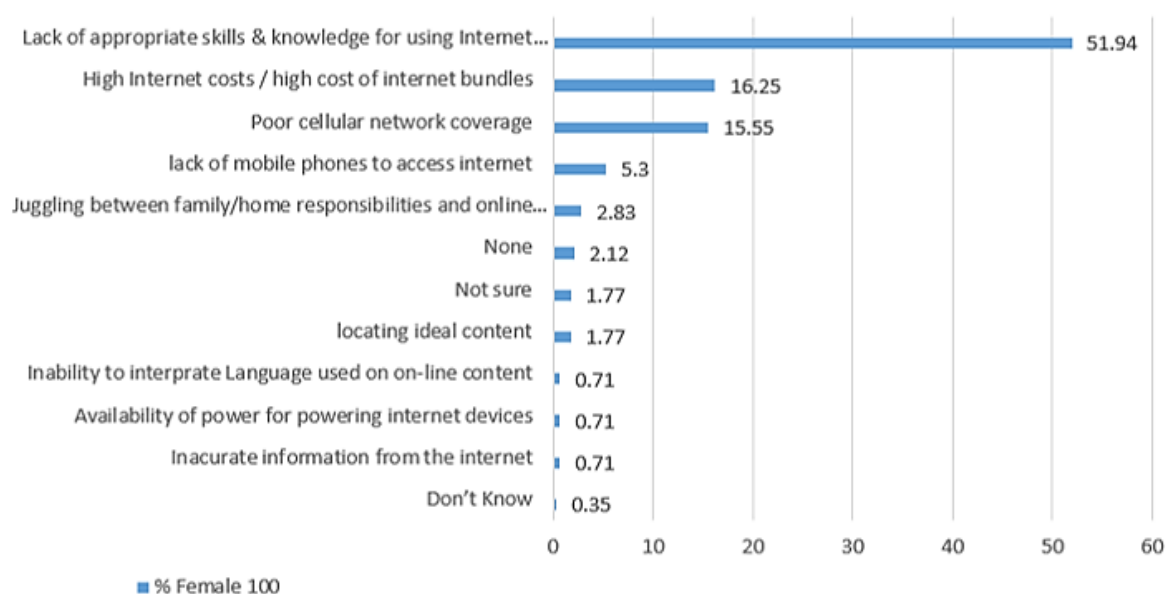 Lack of appropriate skills & knowledge for using Internet... 51.94
High Internet costs / high cost of internet bundles 16.25
Poor cellular network coverage 15.55
lack of mobile phones to access internet 5.3
Juggling between family/home responsibilities and online... 2.83
None 2.12
Not sure 1.77
locating ideal content 1.77
Inability to interprate Language used on on-line content 0.71
Availability of power for powering internet devices 0.71
Inacurate information from the internet 0.71
Don't Know 0.35
0 10 20 30 40 50 60
% Female 100